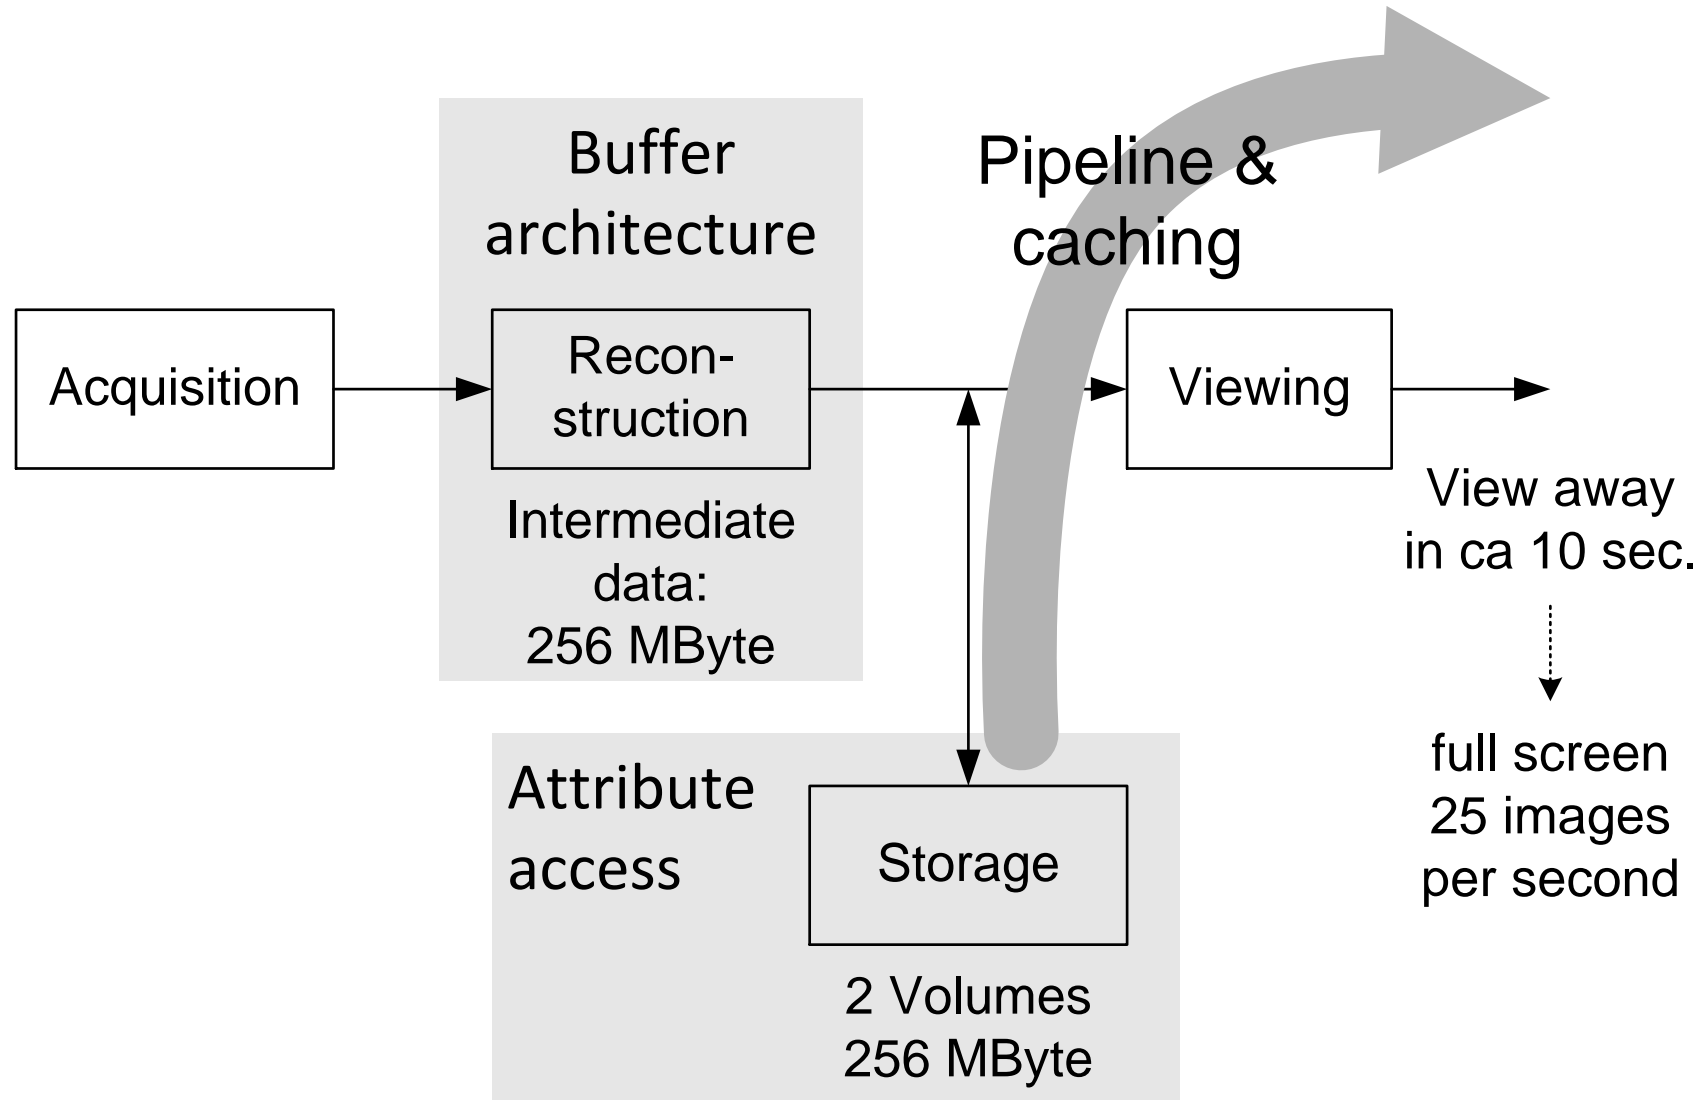 Buffer
architecture
Pipeline &
caching
Acquisition
Recon-
struction
Viewing
Intermediate
data:
256 MByte
View away
in ca 10 sec.
full screen
25 images
per second
Attribute
access
Storage
2 Volumes
256 MByte